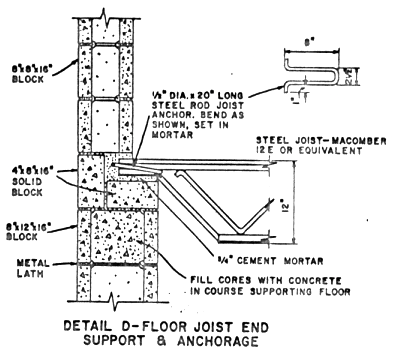 8"
8"x8"x16"
BLOCK
½" DIA. x 20" LONG
STEEL ROD JOIST
ANCHOR. BEND AS
SHOWN, SET IN
MORTAR
STEEL JOIST-MACOMBER
12E OR EQUIVALENT
4"x8"x16"
SOLID
BLOCK
12"
8"x12"x16"
BLOCK
¾" CEMENT MORTAR
METAL
LATH
FILL CORES WITH CONCRETE
IN COURSE SUPPORTING FLOOR
DETAIL D-FLOOR JOIST END
SUPPORT & ANCHORAGE